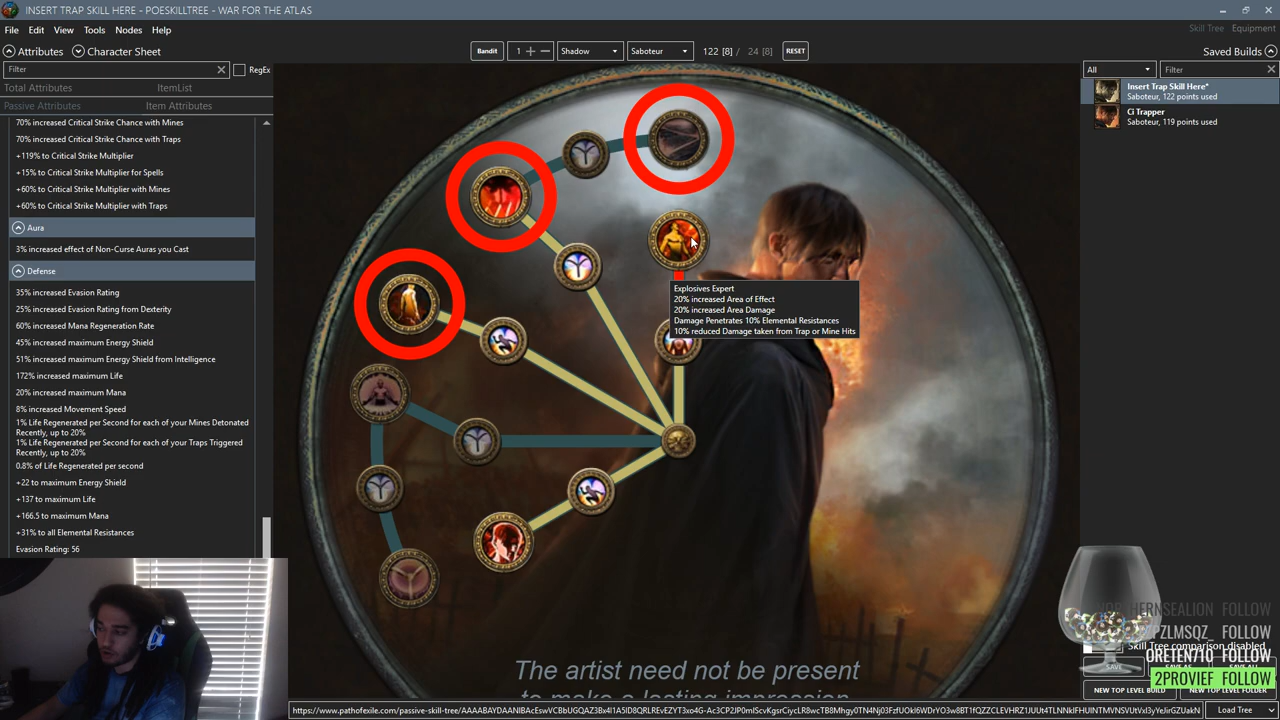 INSERT TRAP SKILL HERE - POESKILLTREE - WAR FOR THE ATLAS
File Edit View Tools Nodes Help
Skill Tree Equipment
Attributes Character Sheet
Bandit 1 + − Shadow Saboteur 122 [8] / 24 [8] RESET
Saved Builds
Filter RegEx
All Filter
Total Attributes ItemList
Passive Attributes Item Attributes
Insert Trap Skill Here*
Saboteur, 122 points used
Ci Trapper
Saboteur, 119 points used
70% increased Critical Strike Chance with Mines
70% increased Critical Strike Chance with Traps
+119% to Critical Strike Multiplier
+15% to Critical Strike Multiplier for Spells
+60% to Critical Strike Multiplier with Mines
+60% to Critical Strike Multiplier with Traps
Aura
3% increased effect of Non-Curse Auras you Cast
Defense
35% increased Evasion Rating
25% increased Evasion Rating from Dexterity
60% increased Mana Regeneration Rate
45% increased maximum Energy Shield
51% increased maximum Energy Shield from Intelligence
172% increased maximum Life
20% increased maximum Mana
8% increased Movement Speed
1% Life Regenerated per Second for each of your Mines Detonated
Recently, up to 20%
1% Life Regenerated per Second for each of your Traps Triggered
Recently, up to 20%
0.8% of Life Regenerated per second
+22 to maximum Energy Shield
+137 to maximum Life
+166.5 to maximum Mana
+31% to all Elemental Resistances
Evasion Rating: 56
Explosives Expert
20% increased Area of Effect
20% increased Area Damage
Damage Penetrates 10% Elemental Resistances
10% reduced Damage taken from Trap or Mine Hits
The artist need not be present
to make a lasting impression
FOLLOW
FOLLOW
Skill Tree comparison disabled
ORETEN710 FOLLOW
2PROVIEF FOLLOW
NEW TOP LEVEL BUILD NEW TOP LEVEL FOLDER
Load Tree